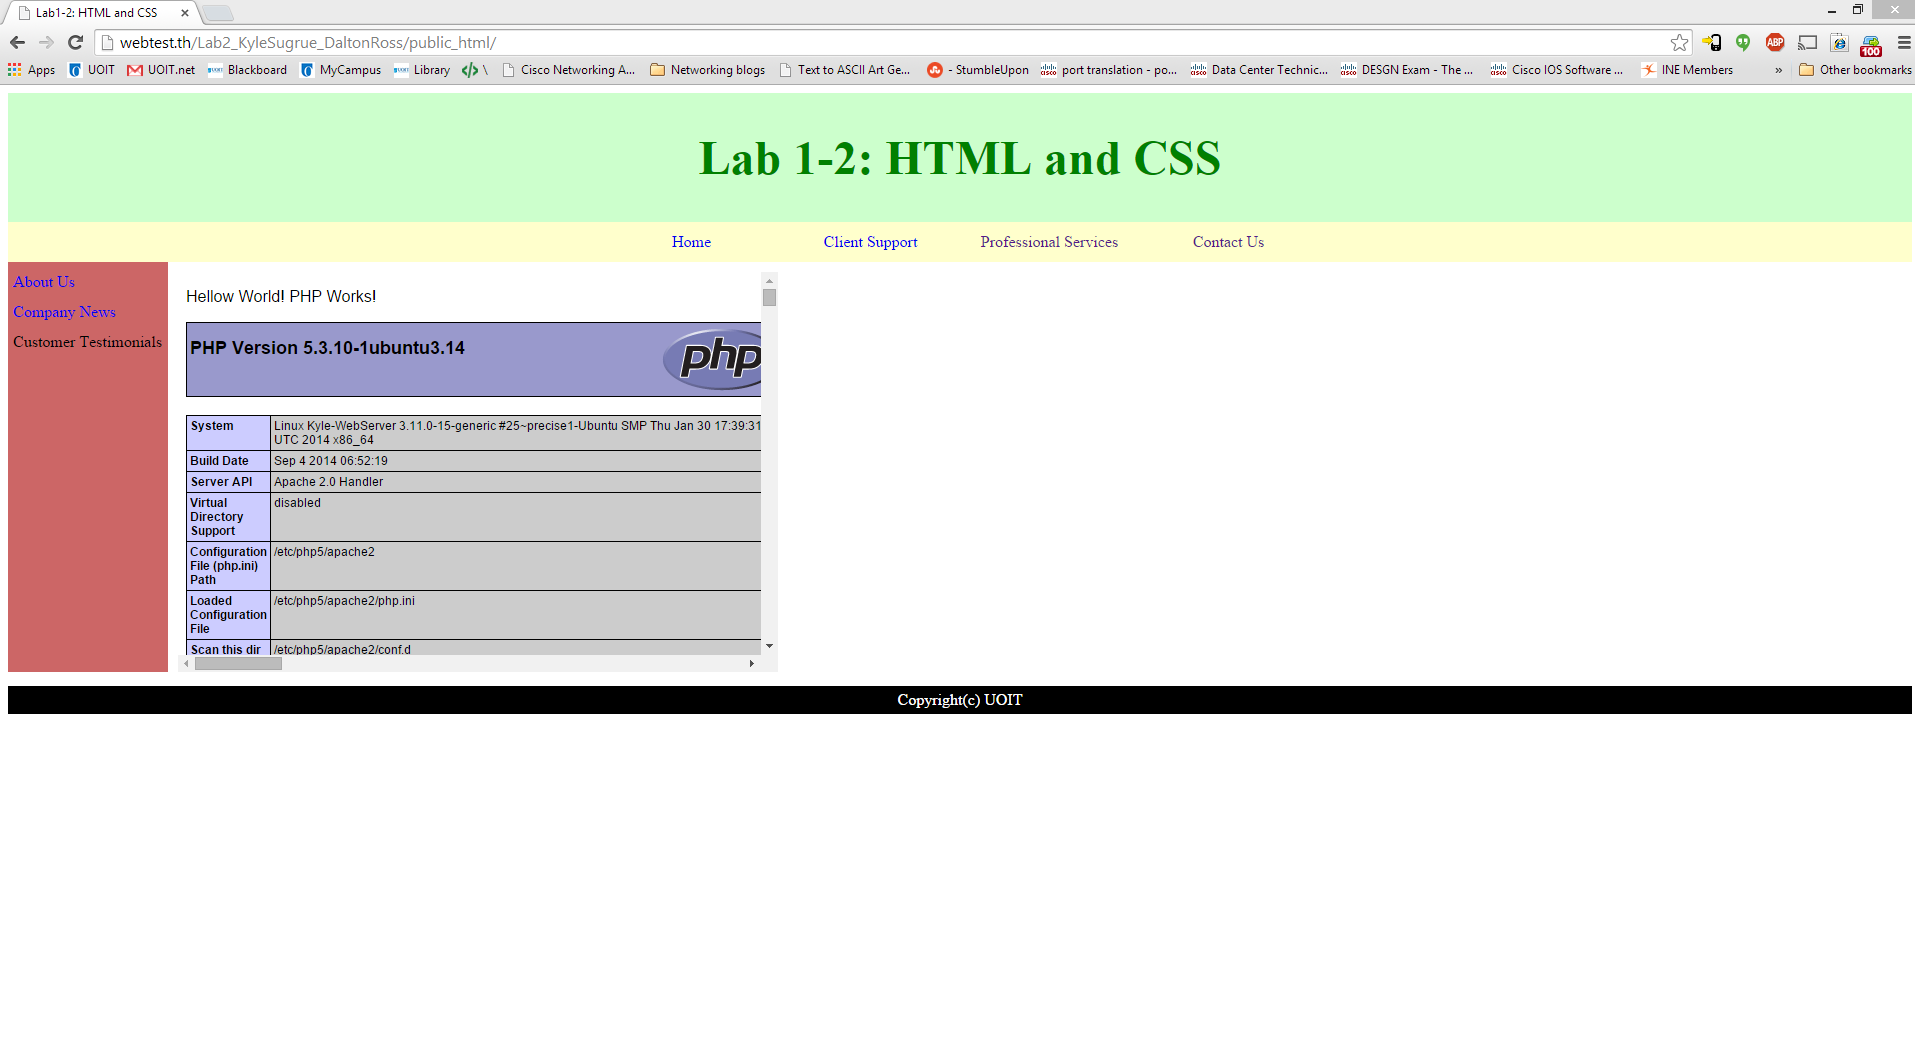 Lab1-2: HTML and CSS
webtest.th/Lab2_KyleSugrue_DaltonRoss/public_html/
ABP
100
Apps UOIT UOIT.net Blackboard MyCampus Library \ Cisco Networking A... Networking blogs Text to ASCII Art Ge... - StumbleUpon port translation - po... Data Center Technic... DESGN Exam - The ... Cisco IOS Software ... INE Members » Other bookmarks
Lab 1-2: HTML and CSS
Home Client Support Professional Services Contact Us
About Us
Company News
Customer Testimonials
Hellow World! PHP Works!
PHP Version 5.3.10-1ubuntu3.14
php
System Linux Kyle-WebServer 3.11.0-15-generic #25~precise1-Ubuntu SMP Thu Jan 30 17:39:31
UTC 2014 x86_64
Build Date Sep 4 2014 06:52:19
Server API Apache 2.0 Handler
Virtual disabled
Directory
Support
Configuration /etc/php5/apache2
File (php.ini)
Path
Loaded /etc/php5/apache2/php.ini
Configuration
File
Scan this dir /etc/php5/apache2/conf.d
Copyright(c) UOIT